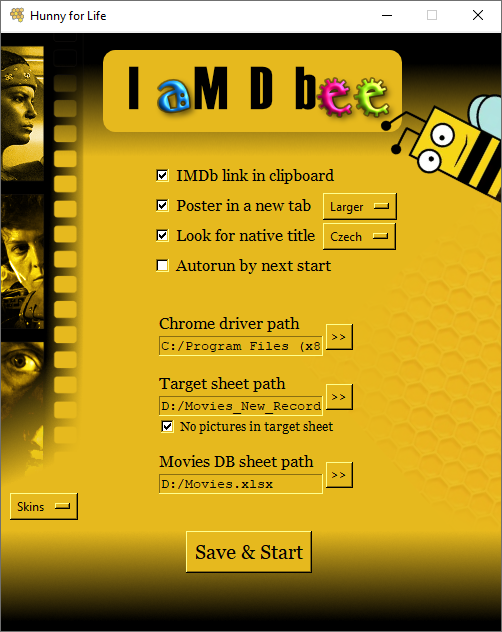 Hunny for Life
I aMDbee
IMDb link in clipboard
Poster in a new tab Larger
Look for native title Czech
Autorun by next start
Chrome driver path
C:/Program Files (x8 >>
Target sheet path
D:/Movies_New_Record >>
No pictures in target sheet
Movies DB sheet path
D:/Movies.xlsx >>
Skins
Save & Start